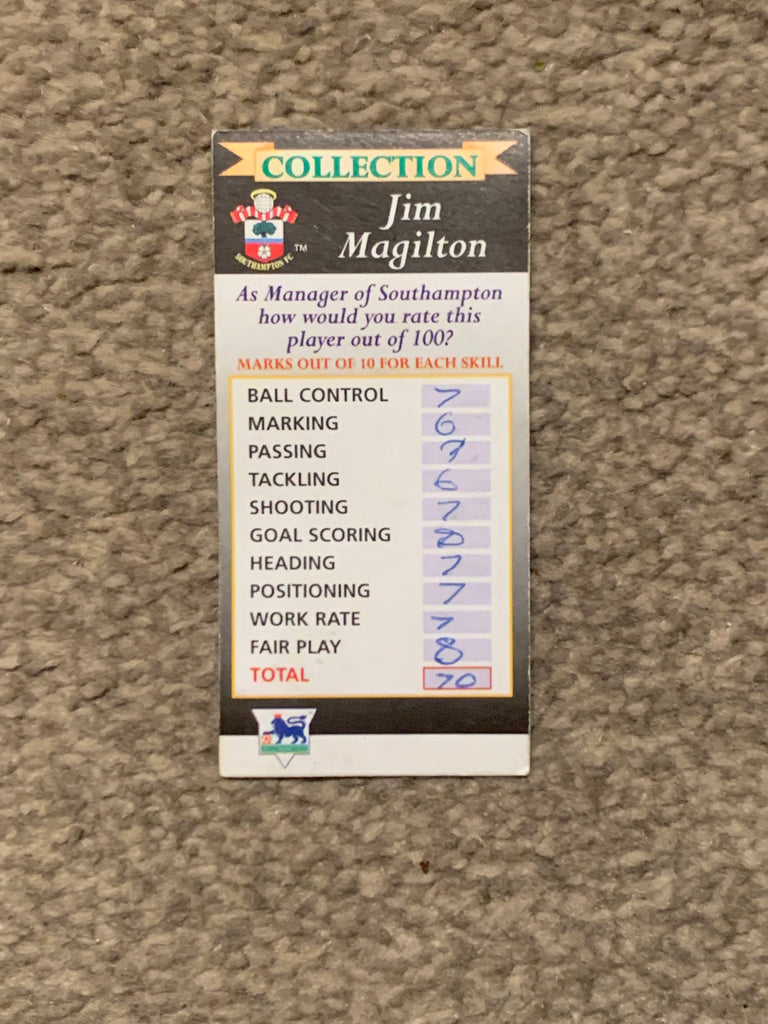 COLLECTION
Jim
Magilton
SOUTHAMPTON FC
TM
As Manager of Southampton
how would you rate this
player out of 100?
MARKS OUT OF 10 FOR EACH SKILL
BALL CONTROL 7
MARKING 6
PASSING 7
TACKLING 6
SHOOTING 7
GOAL SCORING 8
HEADING 7
POSITIONING 7
WORK RATE 7
FAIR PLAY 8
TOTAL 70